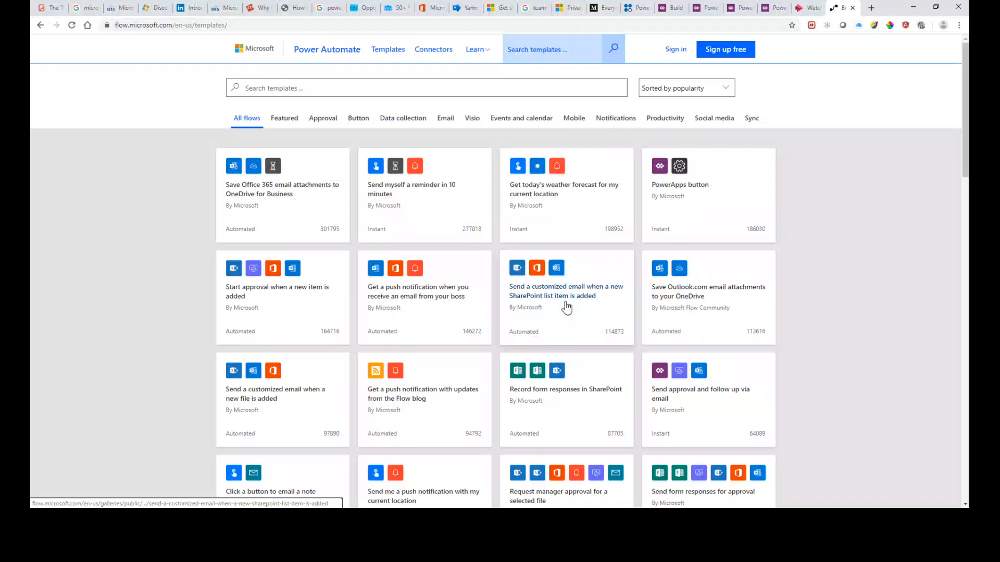 The T
micro
ais Micro
Disco
in Introd
ais Micro
Why
How
powe
Oppo
50+ F
Micro
Yamm
Get s
team
Priva
Every
Powe
Build
Powe
Powe
Powe
Watch
Br
flow.microsoft.com/en-us/templates/
Microsoft
Power Automate
Templates
Connectors
Learn
Search templates ...
Sign in
Sign up free
Search templates ...
Sorted by popularity
All flows
Featured
Approval
Button
Data collection
Email
Visio
Events and calendar
Mobile
Notifications
Productivity
Social media
Sync
Save Office 365 email attachments to
OneDrive for Business
By Microsoft
Automated 301795
Send myself a reminder in 10
minutes
By Microsoft
Instant 277018
Get today's weather forecast for my
current location
By Microsoft
Instant 198952
PowerApps button
By Microsoft
Instant 186030
Start approval when a new item is
added
By Microsoft
Automated 164716
Get a push notification when you
receive an email from your boss
By Microsoft
Automated 146272
Send a customized email when a new
SharePoint list item is added
By Microsoft
Automated 114873
Save Outlook.com email attachments
to your OneDrive
By Microsoft Flow Community
Automated 113616
Send a customized email when a
new file is added
By Microsoft
Automated 97890
Get a push notification with updates
from the Flow blog
By Microsoft
Automated 94792
Record form responses in SharePoint
By Microsoft
Automated 87705
Send approval and follow up via
email
By Microsoft
Instant 64089
Click a button to email a note
Send me a push notification with my
current location
Request manager approval for a
selected file
Send form responses for approval
By Microsoft
flow.microsoft.com/en-us/galleries/public/.../send-a-customized-email-when-a-new-sharepoint-list-item-is-added